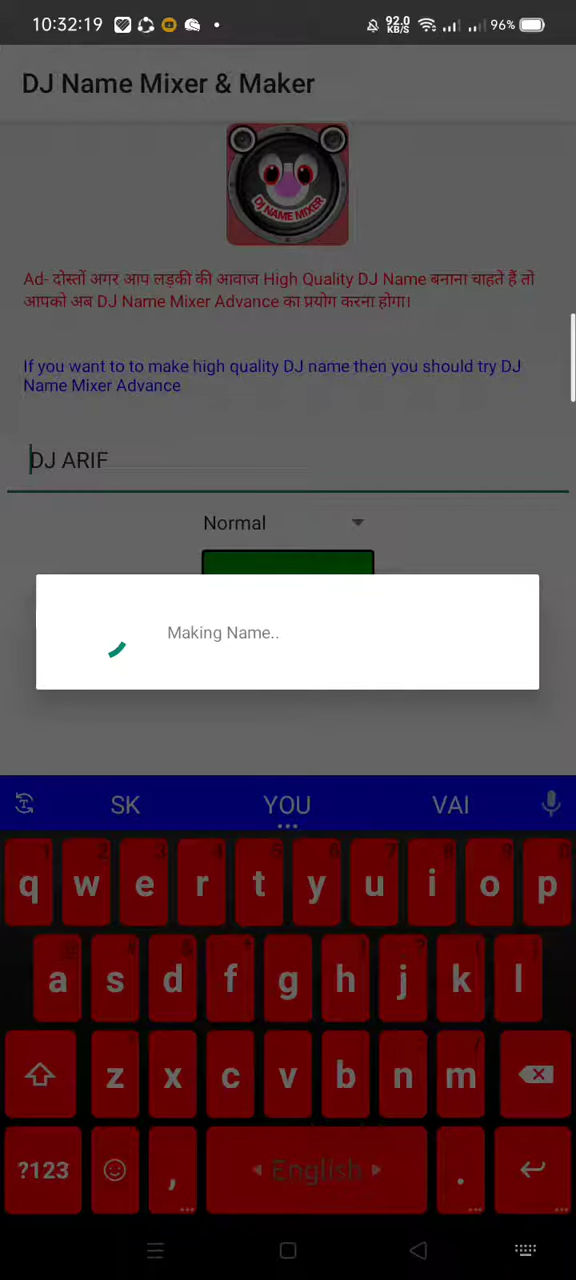 10:32:19 92.0 KB/S 96%
DJ Name Mixer & Maker
DJ NAME MIXER
Ad- दोस्तों अगर आप लड़की की आवाज High Quality DJ Name बनाना चाहते हैं तो
आपको अब DJ Name Mixer Advance का प्रयोग करना होगा।
If you want to to make high quality DJ name then you should try DJ
Name Mixer Advance
DJ ARIF
Normal
Making Name..
SK YOU VAI
q w e r t y u i o p
a s d f g h j k l
z x c v b n m
?123 , English .